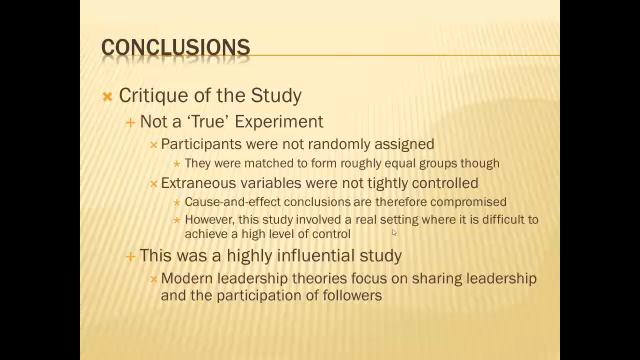 CONCLUSIONS
Critique of the Study
Not a ‘True’ Experiment
Participants were not randomly assigned
They were matched to form roughly equal groups though
Extraneous variables were not tightly controlled
Cause-and-effect conclusions are therefore compromised
However, this study involved a real setting where it is difficult to
achieve a high level of control
This was a highly influential study
Modern leadership theories focus on sharing leadership
and the participation of followers